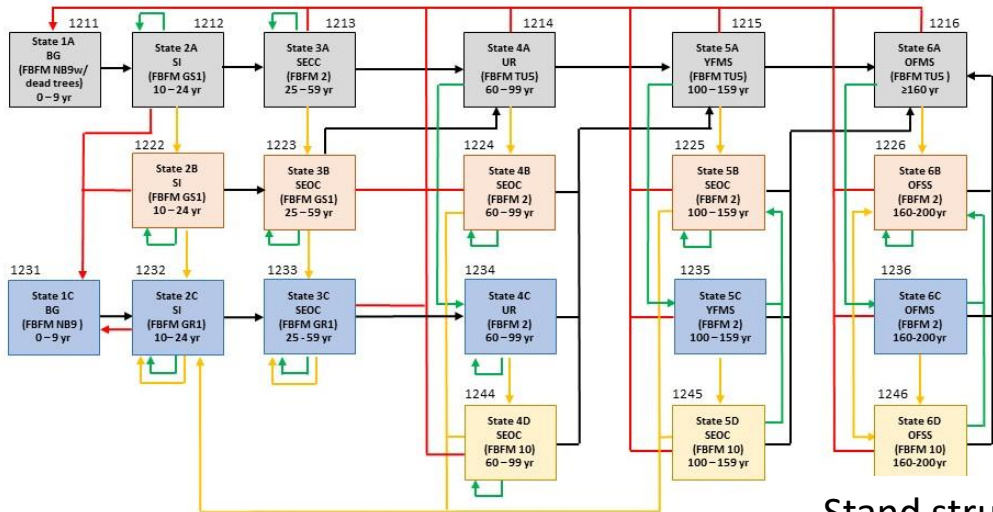 1211
1212
1213
1214
1215
1216
State 1A
BG
(FBFM NB9w/
dead trees)
0 – 9 yr
State 2A
SI
(FBFM GS1)
10 – 24 yr
State 3A
SECC
(FBFM 2)
25 – 59 yr
State 4A
UR
(FBFM TU5)
60 – 99 yr
State 5A
YFMS
(FBFM TU5)
100 – 159 yr
State 6A
OFMS
(FBFM TU5 )
≥160 yr
1222
1223
1224
1225
1226
State 2B
SI
(FBFM GS1)
10 – 24 yr
State 3B
SEOC
(FBFM GS1)
25 – 59 yr
State 4B
SEOC
(FBFM 2)
60 – 99 yr
State 5B
SEOC
(FBFM 2)
100 – 159 yr
State 6B
OFSS
(FBFM 2)
160-200 yr
1231
1232
1233
1234
1235
1236
State 1C
BG
(FBFM NB9 )
0 – 9 yr
State 2C
SI
(FBFM GR1)
10– 24 yr
State 3C
SEOC
(FBFM GR1)
25 - 59 yr
State 4C
UR
(FBFM 2)
60 – 99 yr
State 5C
YFMS
(FBFM 2)
100 – 159 yr
State 6C
OFMS
(FBFM 2)
160-200 yr
1244
1245
1246
State 4D
SEOC
(FBFM 10)
60 – 99 yr
State 5D
SEOC
(FBFM 10)
100 – 159 yr
State 6D
OFSS
(FBFM 10)
160-200 yr
Stand stru